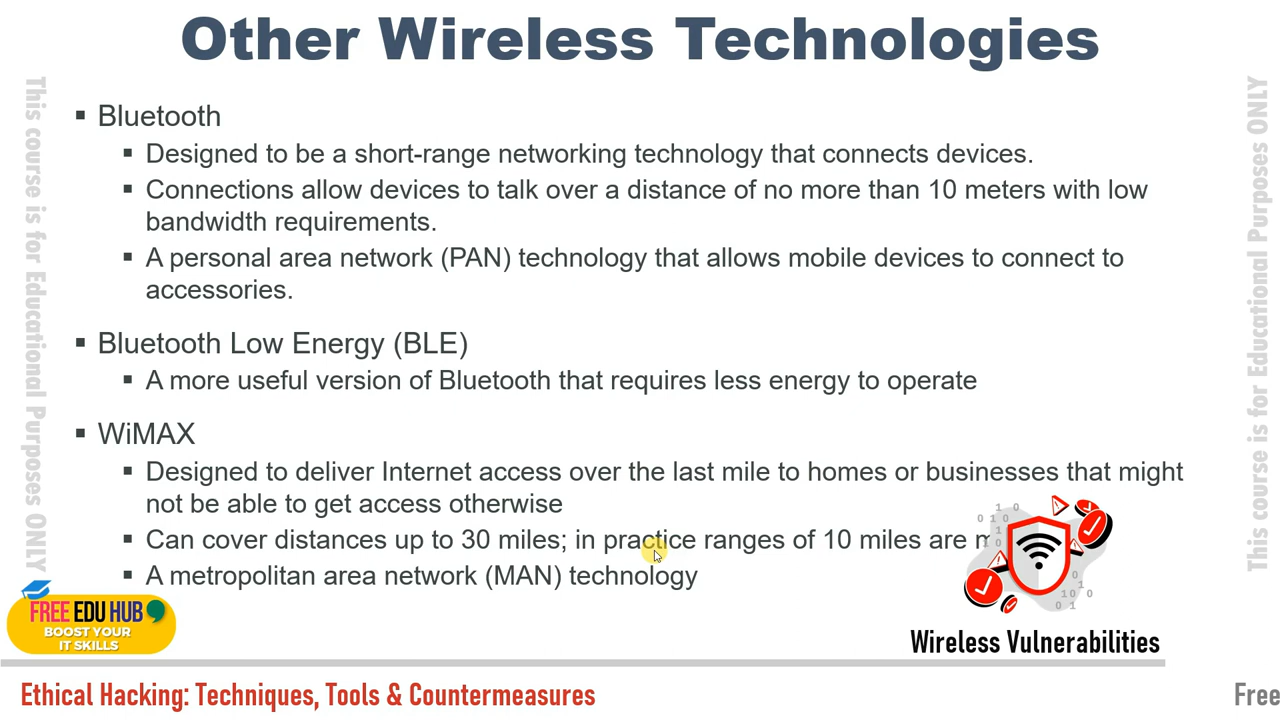 Other Wireless Technologies
This course is for Educational Purposes ONLY
This course is for Educational Purposes ONLY
▪ Bluetooth
▪ Designed to be a short-range networking technology that connects devices.
▪ Connections allow devices to talk over a distance of no more than 10 meters with low
bandwidth requirements.
▪ A personal area network (PAN) technology that allows mobile devices to connect to
accessories.
▪ Bluetooth Low Energy (BLE)
▪ A more useful version of Bluetooth that requires less energy to operate
▪ WiMAX
▪ Designed to deliver Internet access over the last mile to homes or businesses that might
not be able to get access otherwise
▪ Can cover distances up to 30 miles; in practice ranges of 10 miles are
▪ A metropolitan area network (MAN) technology
FREE EDU HUB
BOOST YOUR
IT SKILLS
Wireless Vulnerabilities
Ethical Hacking: Techniques, Tools & Countermeasures
Free